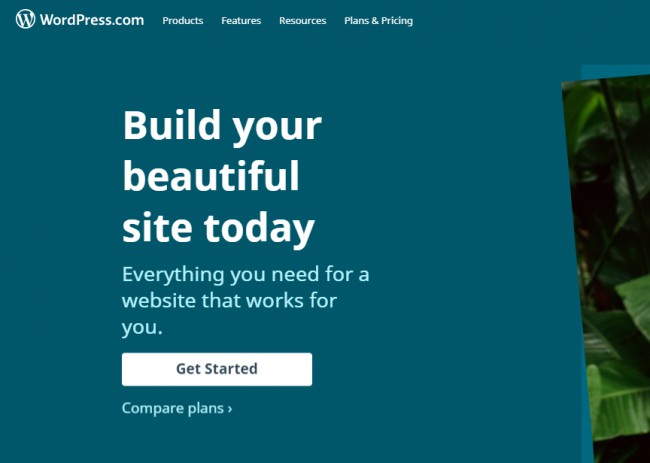 WordPress.com Products Features Resources Plans & Pricing
Build your
beautiful
site today
Everything you need for a
website that works for
you.
Get Started
Compare plans ›